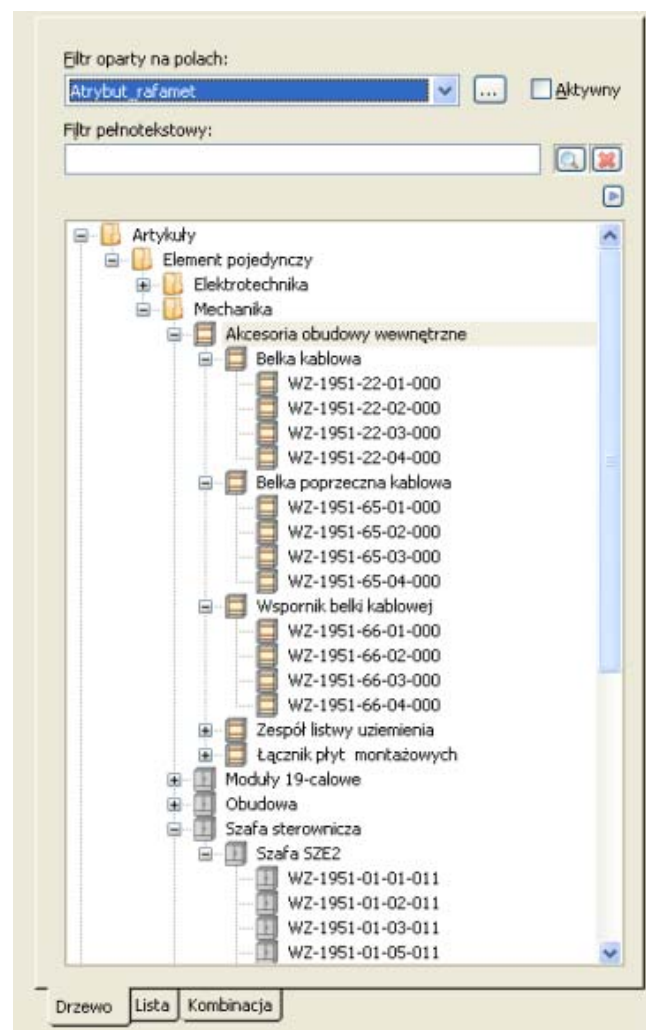 Filtr oparty na polach:
Atrybut_rafamet ... Aktywny
Filtr pełnotekstowy:
Artykuły
Element pojedynczy
Elektrotechnika
Mechanika
Akcesoria obudowy wewnętrzne
Belka kablowa
WZ-1951-22-01-000
WZ-1951-22-02-000
WZ-1951-22-03-000
WZ-1951-22-04-000
Belka poprzeczna kablowa
WZ-1951-65-01-000
WZ-1951-65-02-000
WZ-1951-65-03-000
WZ-1951-65-04-000
Wspornik belki kablowej
WZ-1951-66-01-000
WZ-1951-66-02-000
WZ-1951-66-03-000
WZ-1951-66-04-000
Zespół listwy uziemienia
Łącznik płyt montażowych
Moduły 19-calowe
Obudowa
Szafa sterownicza
Szafa SZE2
WZ-1951-01-01-011
WZ-1951-01-02-011
WZ-1951-01-03-011
WZ-1951-01-05-011
Drzewo Lista Kombinacja